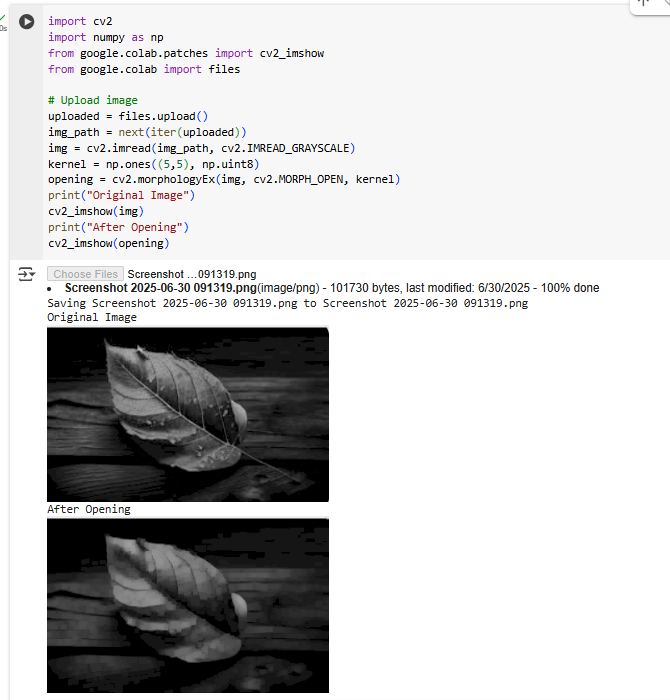 0s
import cv2
import numpy as np
from google.colab.patches import cv2_imshow
from google.colab import files
# Upload image
uploaded = files.upload()
img_path = next(iter(uploaded))
img = cv2.imread(img_path, cv2.IMREAD_GRAYSCALE)
kernel = np.ones((5,5), np.uint8)
opening = cv2.morphologyEx(img, cv2.MORPH_OPEN, kernel)
print("Original Image")
cv2_imshow(img)
print("After Opening")
cv2_imshow(opening)
Choose Files Screenshot ...091319.png
• Screenshot 2025-06-30 091319.png(image/png) - 101730 bytes, last modified: 6/30/2025 - 100% done
Saving Screenshot 2025-06-30 091319.png to Screenshot 2025-06-30 091319.png
Original Image
After Opening